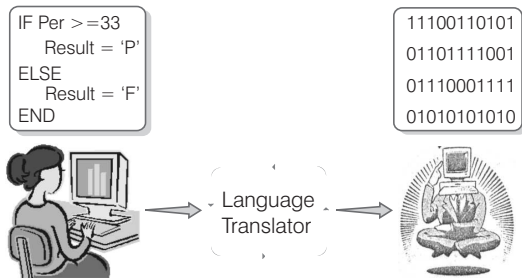 IF Per >=33
Result = ‘P’
ELSE
Result = ‘F’
END
11100110101
01101111001
01110001111
01010101010
Language
Translator